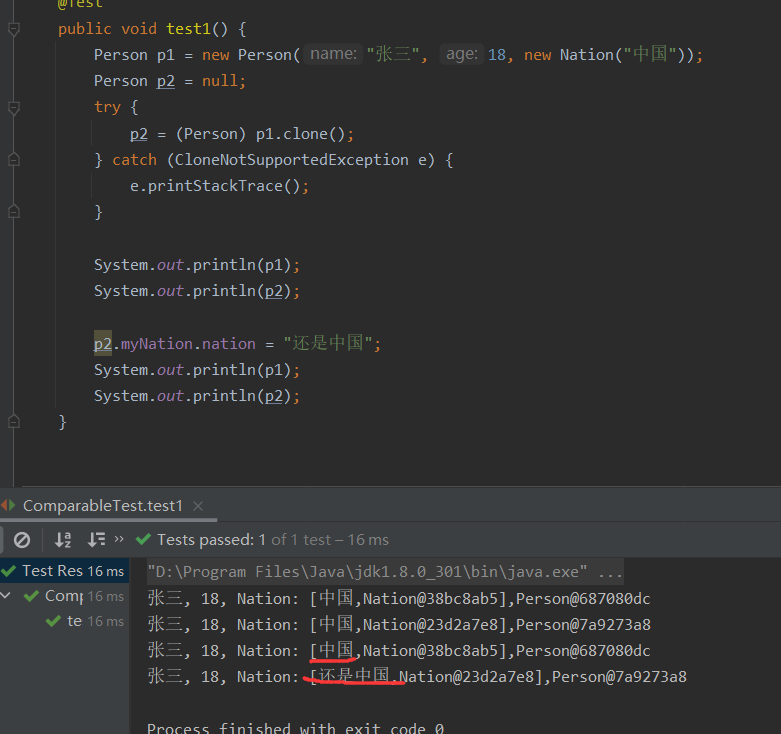 @Test
public void test1() {
Person p1 = new Person( name: "张三", age: 18, new Nation("中国"));
Person p2 = null;
try {
p2 = (Person) p1.clone();
} catch (CloneNotSupportedException e) {
e.printStackTrace();
}
System.out.println(p1);
System.out.println(p2);
p2.myNation.nation = "还是中国";
System.out.println(p1);
System.out.println(p2);
}
ComparableTest.test1
Tests passed: 1 of 1 test – 16 ms
Test Res 16 ms
"D:\Program Files\Java\jdk1.8.0_301\bin\java.exe" ...
Comp 16 ms
张三, 18, Nation: [中国,Nation@38bc8ab5],Person@687080dc
te 16 ms
张三, 18, Nation: [中国,Nation@23d2a7e8],Person@7a9273a8
张三, 18, Nation: [中国,Nation@38bc8ab5],Person@687080dc
张三, 18, Nation: [还是中国,Nation@23d2a7e8],Person@7a9273a8
Process finished with exit code 0